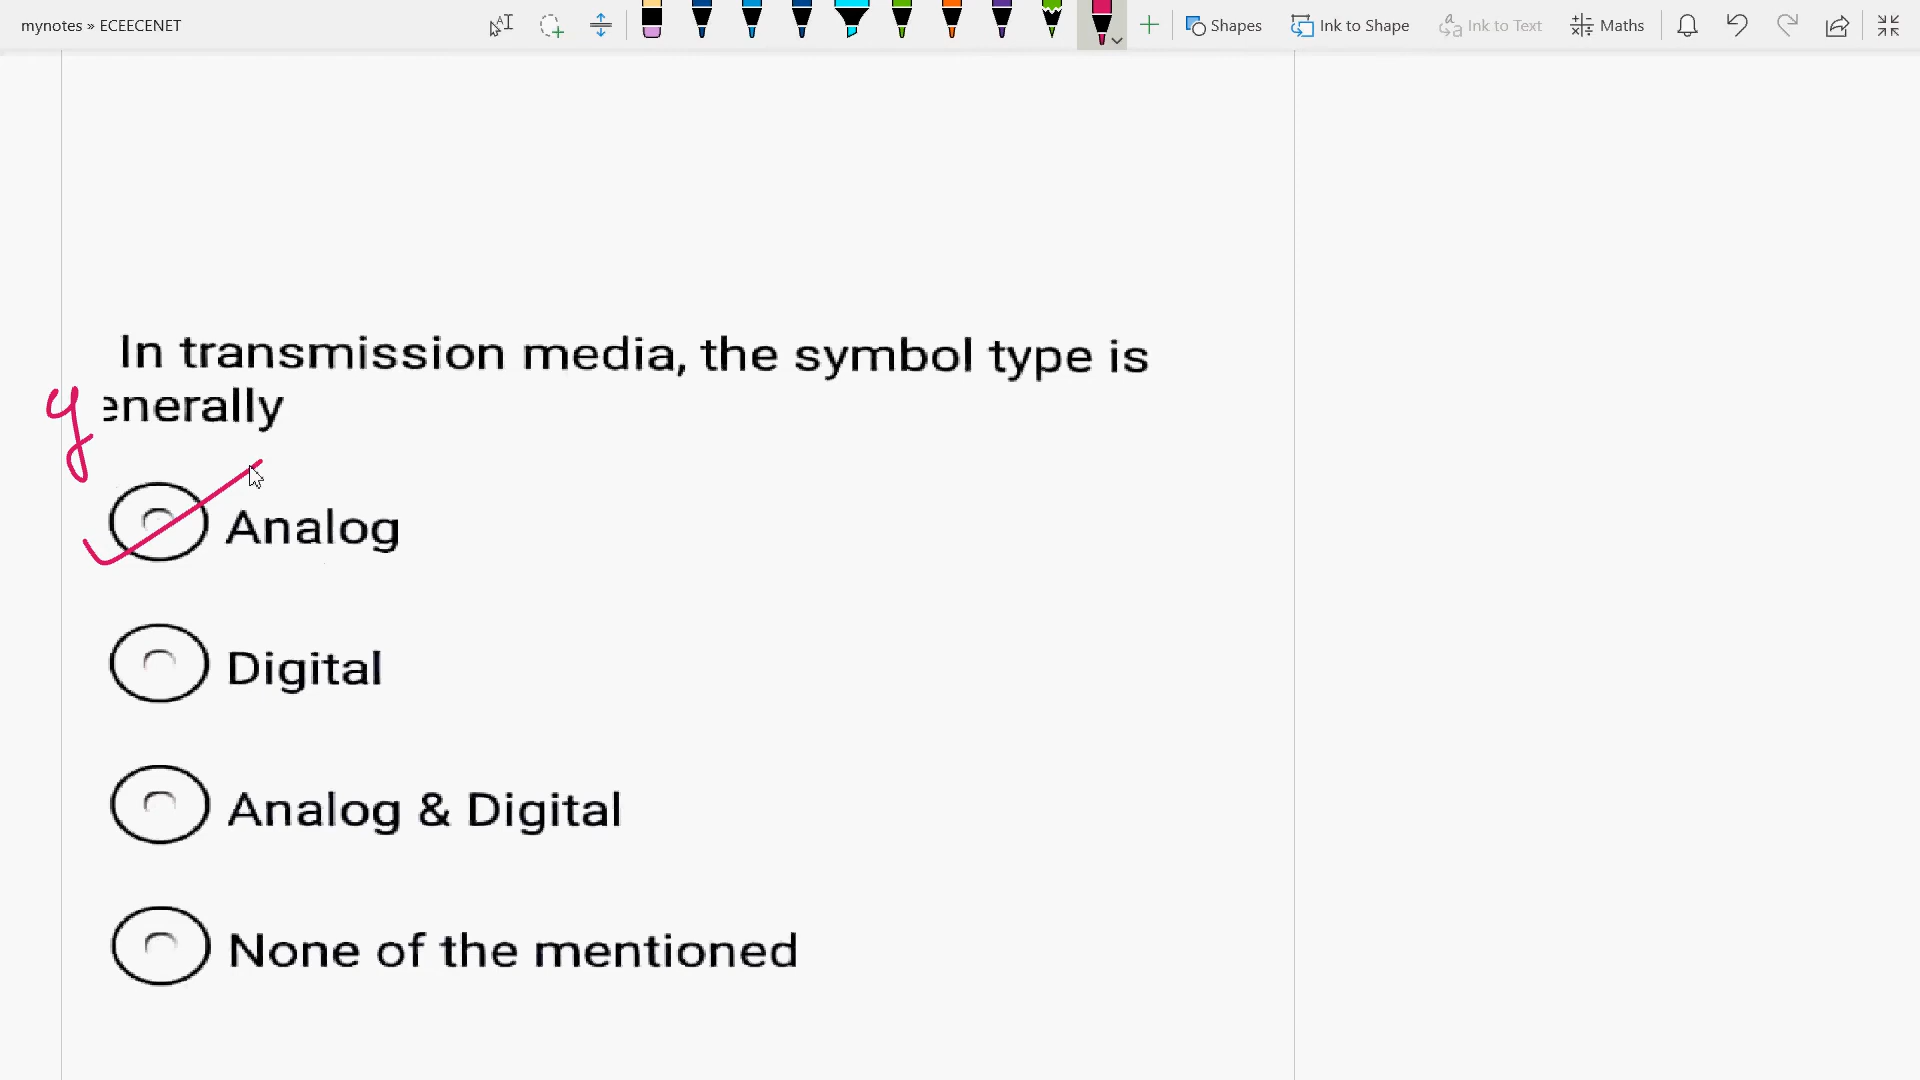 mynotes » ECEECENET
Shapes
Ink to Shape
Ink to Text
Maths
In transmission media, the symbol type is
generally
Analog
Digital
Analog & Digital
None of the mentioned